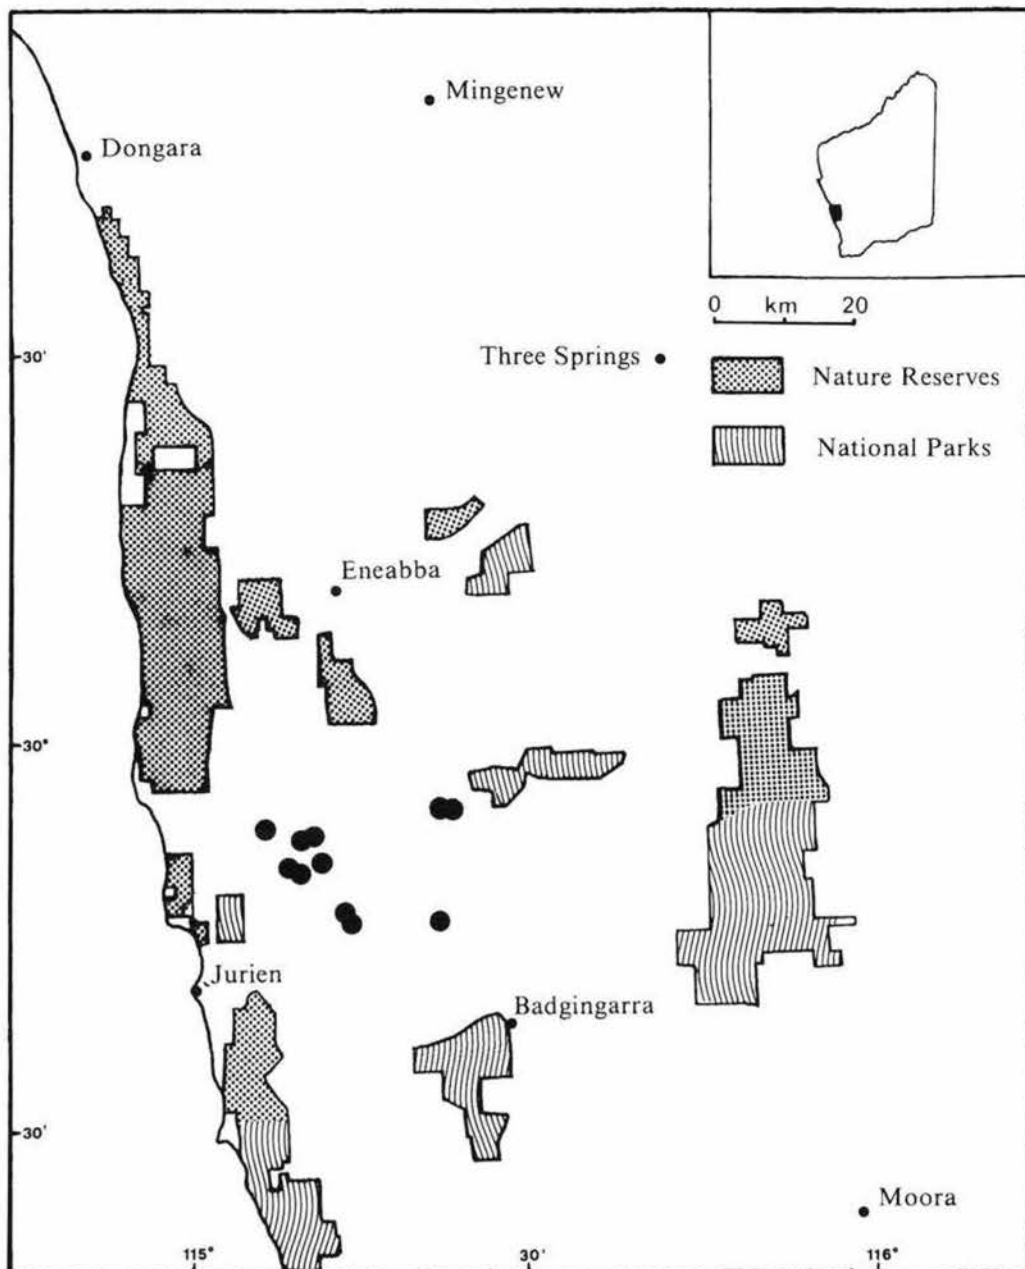 Mingenew
Dongara
0 km 20
30'
Three Springs
Nature Reserves
National Parks
Eneabba
30°
Jurien
Badgingarra
30'
Moora
115°
30'
116°